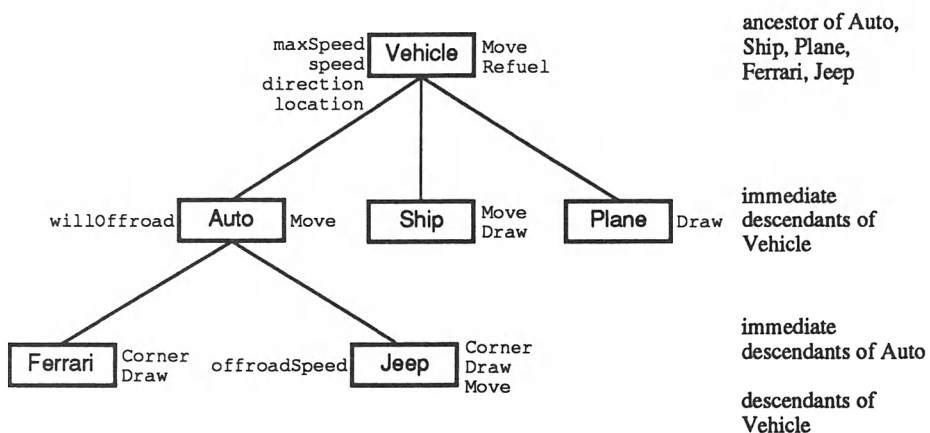 maxSpeed
speed
direction
location
Vehicle
Move
Refuel
ancestor of Auto,
Ship, Plane,
Ferrari, Jeep
willOffroad
Auto
Move
Ship
Move
Draw
Plane
Draw
immediate
descendants of
Vehicle
Ferrari
Corner
Draw
offroadSpeed
Jeep
Corner
Draw
Move
immediate
descendants of Auto
descendants of
Vehicle